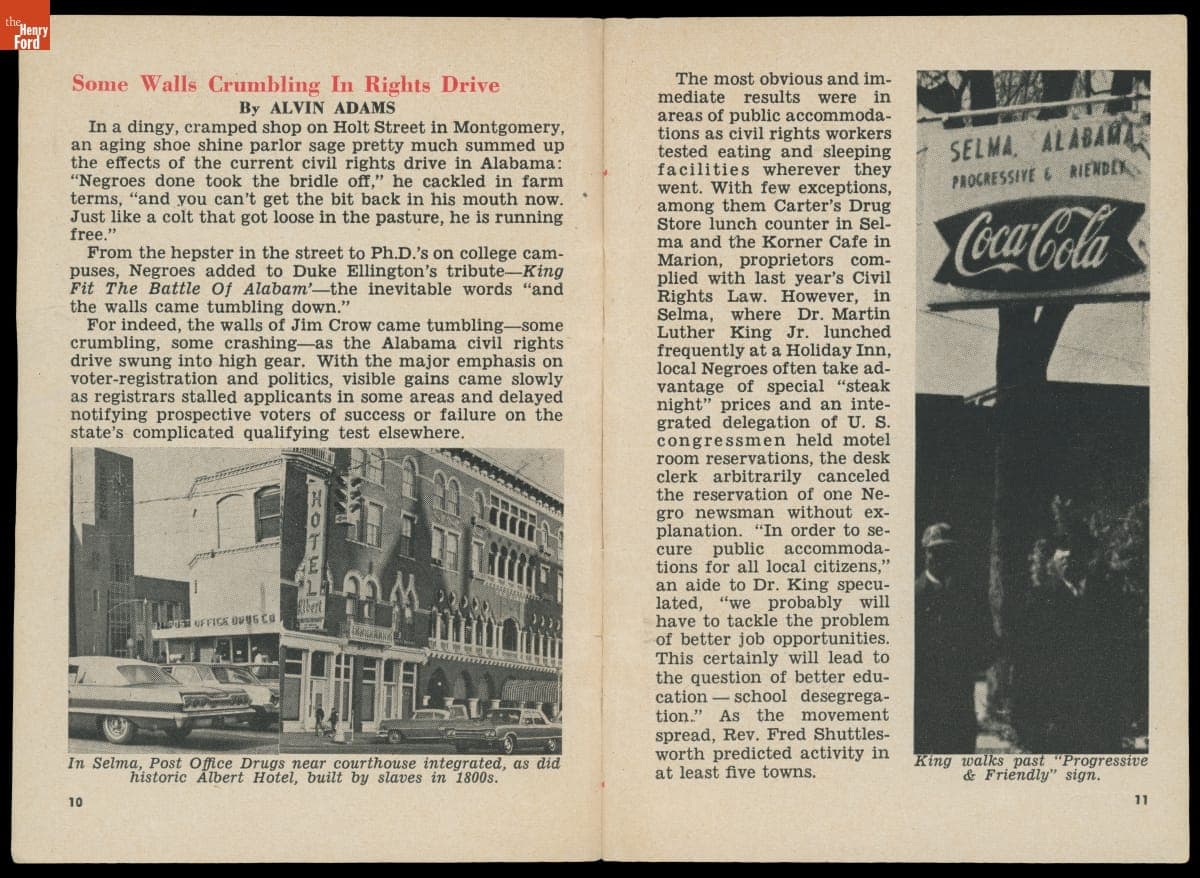 the
Henry
Ford
Some Walls Crumbling In Rights Drive
By ALVIN ADAMS
In a dingy, cramped shop on Holt Street in Montgomery,
an aging shoe shine parlor sage pretty much summed up
the effects of the current civil rights drive in Alabama:
"Negroes done took the bridle off," he cackled in farm
terms, "and you can't get the bit back in his mouth now.
Just like a colt that got loose in the pasture, he is running
free."
From the hepster in the street to Ph.D.'s on college cam-
puses, Negroes added to Duke Ellington's tribute—King
Fit The Battle Of Alabam'—the inevitable words "and
the walls came tumbling down."
For indeed, the walls of Jim Crow came tumbling—some
crumbling, some crashing—as the Alabama civil rights
drive swung into high gear. With the major emphasis on
voter-registration and politics, visible gains came slowly
as registrars stalled applicants in some areas and delayed
notifying prospective voters of success or failure on the
state's complicated qualifying test elsewhere.
POST OFFICE DRUG CO
HOTEL
Albert
In Selma, Post Office Drugs near courthouse integrated, as did
historic Albert Hotel, built by slaves in 1800s.
10
The most obvious and im-
mediate results were in
areas of public accommoda-
tions as civil rights workers
tested eating and sleeping
facilities wherever they
went. With few exceptions,
among them Carter's Drug
Store lunch counter in Sel-
ma and the Korner Cafe in
Marion, proprietors com-
plied with last year's Civil
Rights Law. However, in
Selma, where Dr. Martin
Luther King Jr. lunched
frequently at a Holiday Inn,
local Negroes often take ad-
vantage of special "steak
night" prices and an inte-
grated delegation of U. S.
congressmen held motel
room reservations, the desk
clerk arbitrarily canceled
the reservation of one Ne-
gro newsman without ex-
planation. "In order to se-
cure public accommoda-
tions for all local citizens,"
an aide to Dr. King specu-
lated, "we probably will
have to tackle the problem
of better job opportunities.
This certainly will lead to
the question of better edu-
cation — school desegrega-
tion." As the movement
spread, Rev. Fred Shuttles-
worth predicted activity in
at least five towns.
SELMA, ALABAMA
PROGRESSIVE & RIENDLY
Coca-Cola
King walks past "Progressive
& Friendly" sign.
11